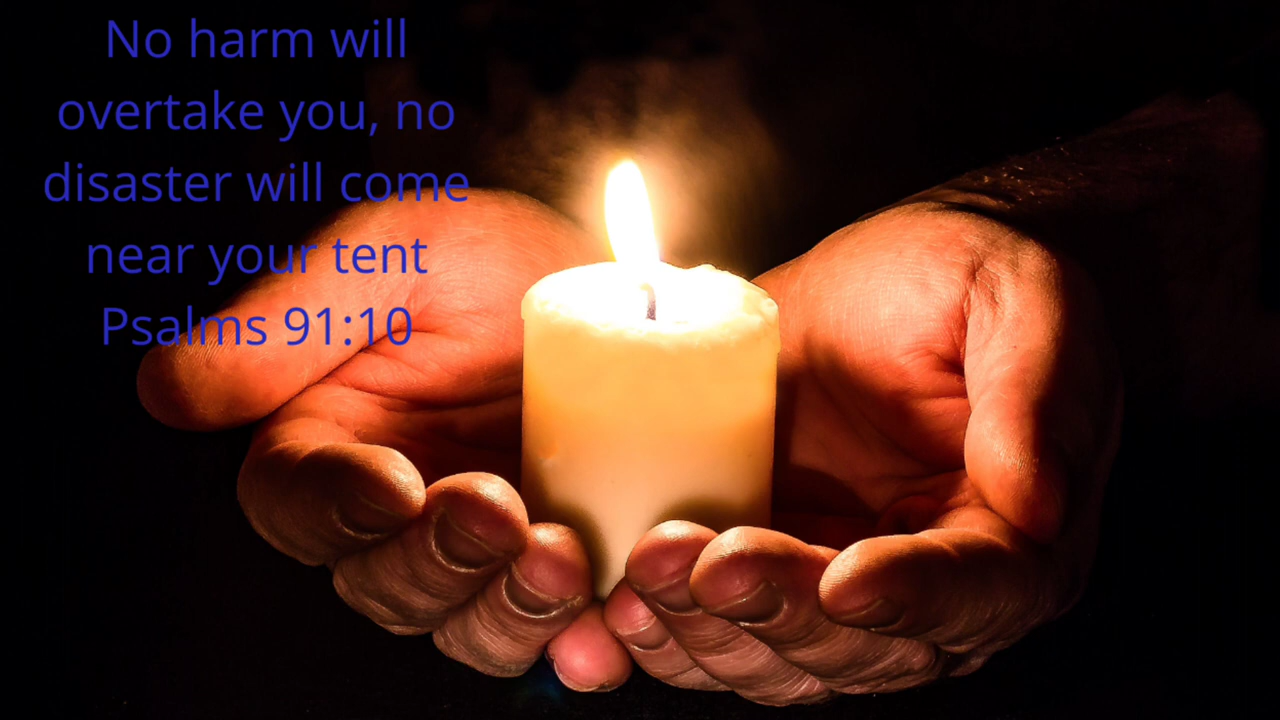 No harm will
overtake you, no
disaster will come
near your tent
Psalms 91:10